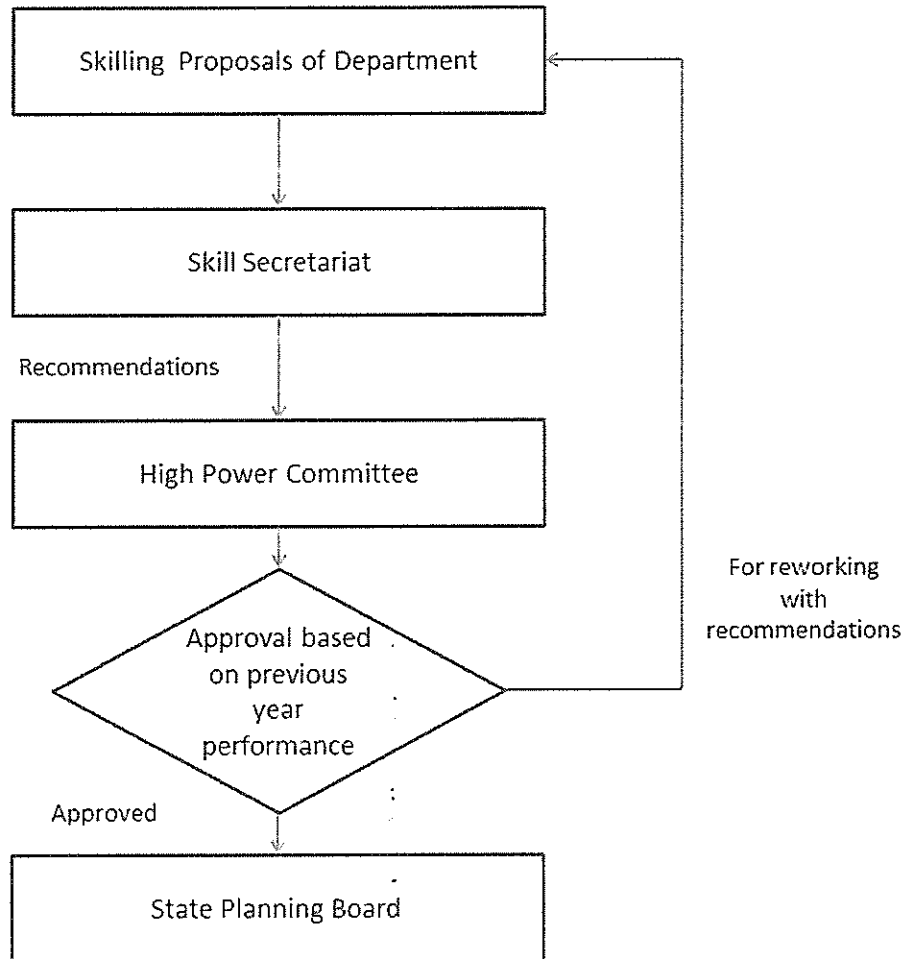 Skilling Proposals of Department
Skill Secretariat
Recommendations
High Power Committee
For reworking
with
recommendations
Approval based
on previous
year
performance
Approved
State Planning Board